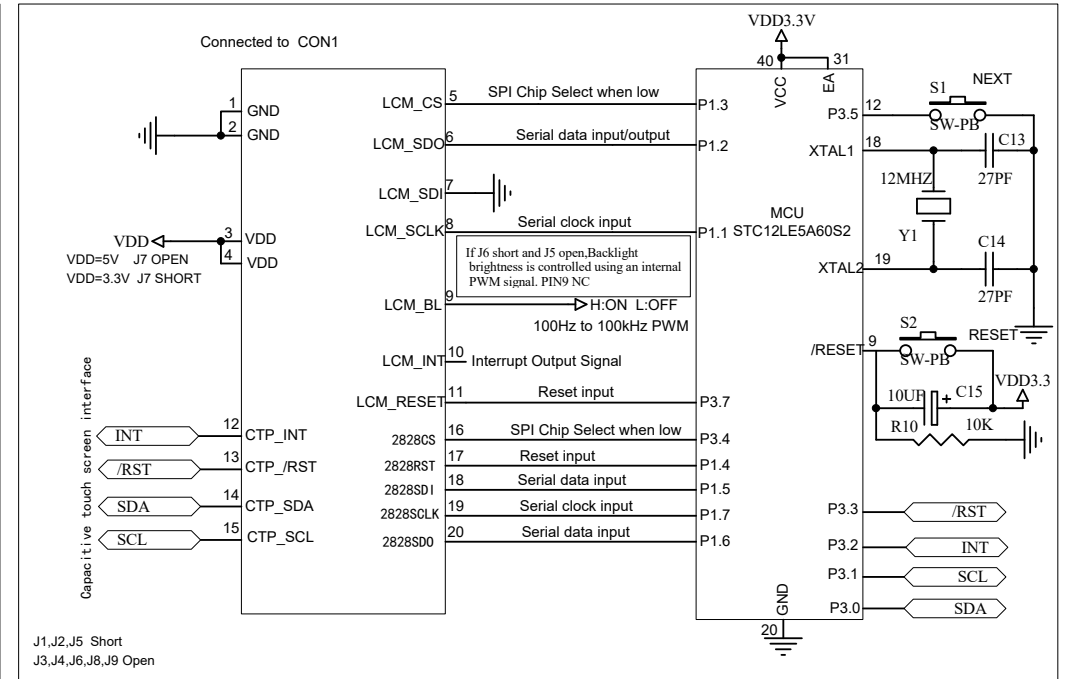 Connected to CON1
VDD3.3V
40
31
VCC
EA
1
GND
2
GND
VDD
3
VDD
4
VDD
VDD=5V J7 OPEN
VDD=3.3V J7 SHORT
Capacitive touch screen interface
INT
12
CTP_INT
/RST
13
CTP_/RST
SDA
14
CTP_SDA
SCL
15
CTP_SCL
LCM_CS
5
SPI Chip Select when low
P1.3
LCM_SDO
6
Serial data input/output
P1.2
LCM_SDI
7
LCM_SCLK
8
Serial clock input
P1.1
If J6 short and J5 open,Backlight
brightness is controlled using an internal
PWM signal. PIN9 NC
LCM_BL
9
H:ON L:OFF
100Hz to 100kHz PWM
LCM_INT
10
Interrupt Output Signal
LCM_RESET
11
Reset input
P3.7
2828CS
16
SPI Chip Select when low
P3.4
2828RST
17
Reset input
P1.4
2828SDI
18
Serial data input
P1.5
2828SCLK
19
Serial clock input
P1.7
2828SDO
20
Serial data input
P1.6
MCU
STC12LE5A60S2
P3.5
12
S1
NEXT
SW-PB
XTAL1
18
C13
27PF
12MHZ
Y1
XTAL2
19
C14
27PF
/RESET
9
S2
RESET
SW-PB
VDD3.3
10UF
+
C15
R10
10K
P3.3
/RST
P3.2
INT
P3.1
SCL
P3.0
SDA
GND
20
J1,J2,J5 Short
J3,J4,J6,J8,J9 Open